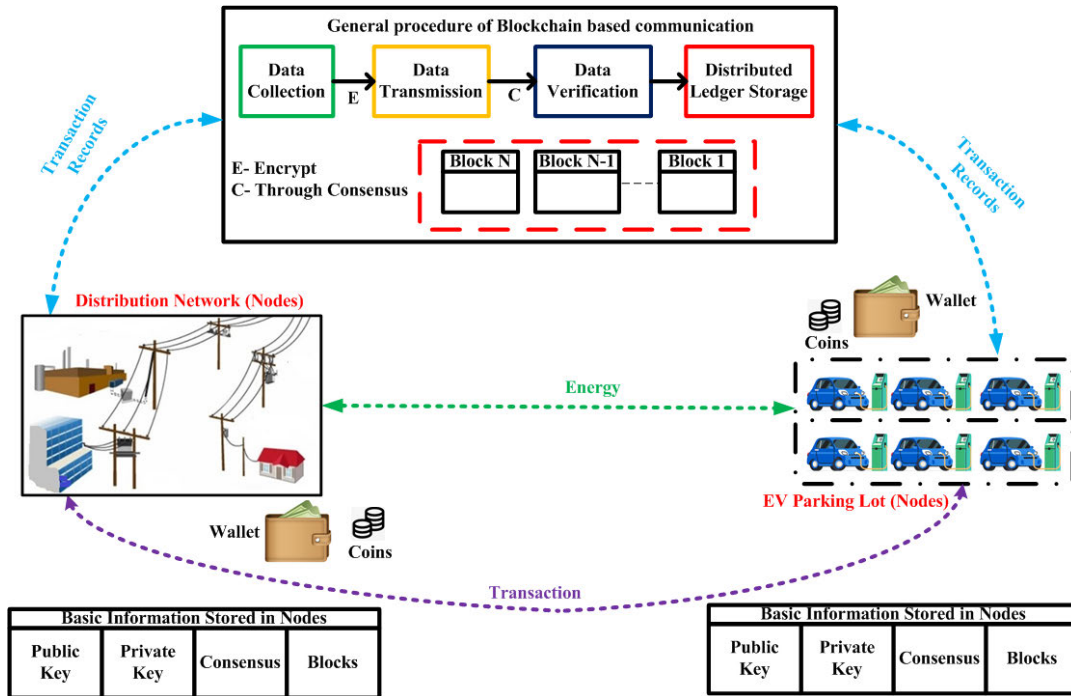 General procedure of Blockchain based communication
Data
Collection
E
Data
Transmission
C
Data
Verification
Distributed
Ledger Storage
E- Encrypt
C- Through Consensus
Block N
Block N-1
Block 1
Transaction
Records
Transaction
Records
Distribution Network (Nodes)
Coins
Wallet
Energy
EV Parking Lot (Nodes)
Wallet
Coins
Transaction
Basic Information Stored in Nodes
Public
Key
Private
Key
Consensus
Blocks
Basic Information Stored in Nodes
Public
Key
Private
Key
Consensus
Blocks